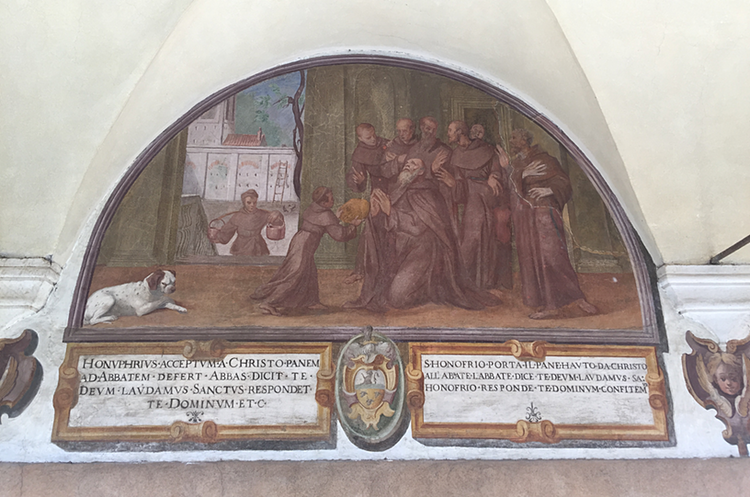 HONVPHRIVS·ACCEPTVM·A·CHRISTO·PANEM
AD·ABBATEM·DEFERT·ABBAS·DICIT·TE·
DEVM·LAVDAMVS·SANCTVS·RESPONDET
TE·DOMINVM·ET·C·
S·HONOFRIO·PORTA·IL·PANE·HAVTO·DA·CHRISTO
ALL'ABATE·L'ABBATE·DICE·TE·DEVM·LAVDAMVS·SA·
HONOFRIO·RESPONDE·TE·DOMINVM·CONFITEM